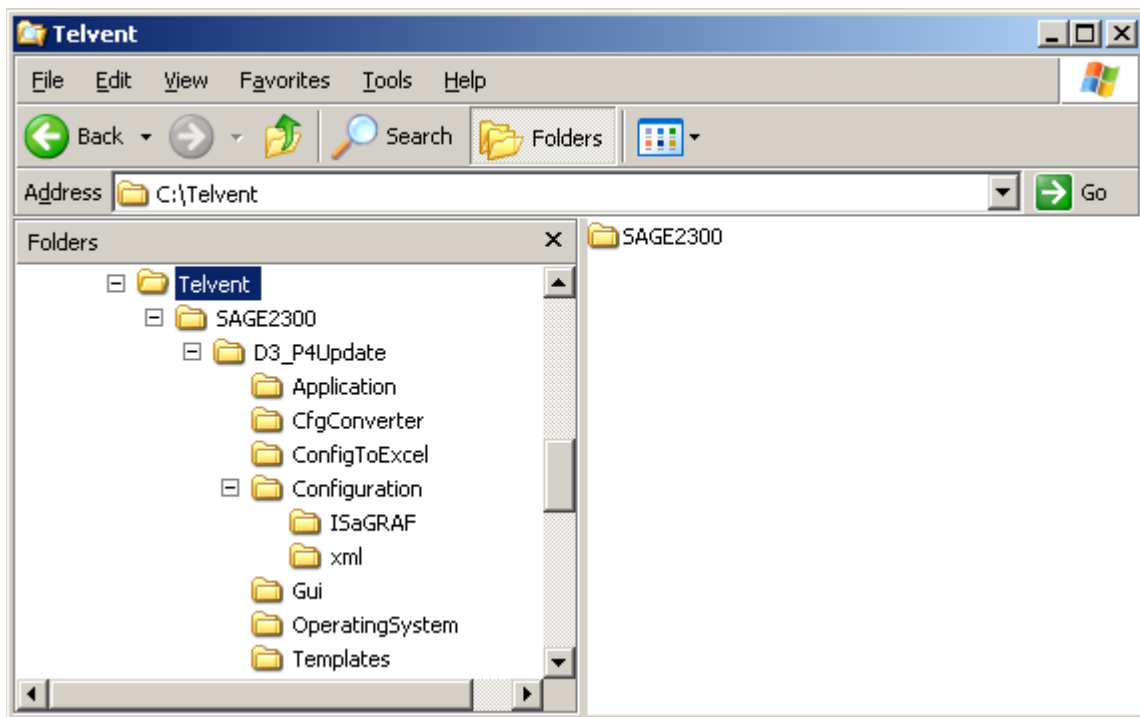 Telvent
File Edit View Favorites Tools Help
Back Search Folders
Address C:\Telvent Go
Folders
SAGE2300
Telvent
SAGE2300
D3_P4Update
Application
CfgConverter
ConfigToExcel
Configuration
ISaGRAF
xml
Gui
OperatingSystem
Templates